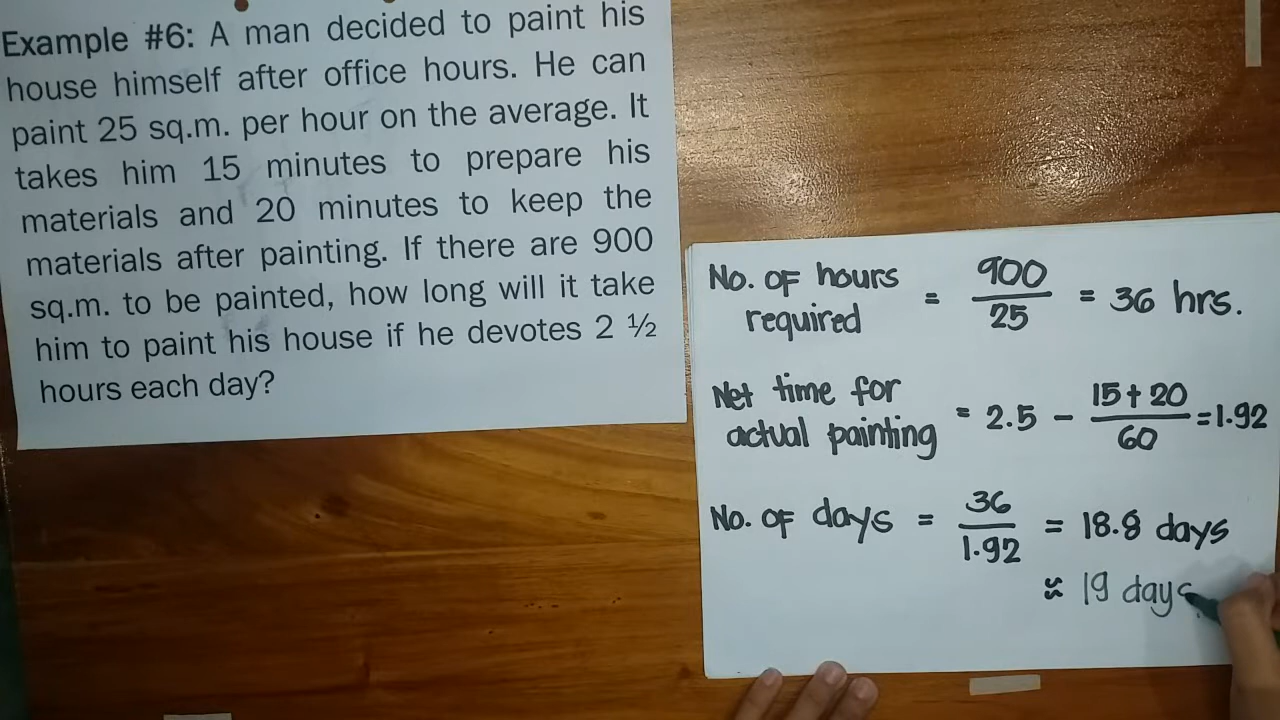 Example #6: A man decided to paint his
house himself after office hours. He can
paint 25 sq.m. per hour on the average. It
takes him 15 minutes to prepare his
materials and 20 minutes to keep the
materials after painting. If there are 900
sq.m. to be painted, how long will it take
him to paint his house if he devotes 2 ½
hours each day?
No. of hours required = 900/25 = 36 hrs.
Net time for actual painting = 2.5 - 15+20/60 = 1.92
No. of days = 36/1.92 = 18.8 days
≈ 19 days